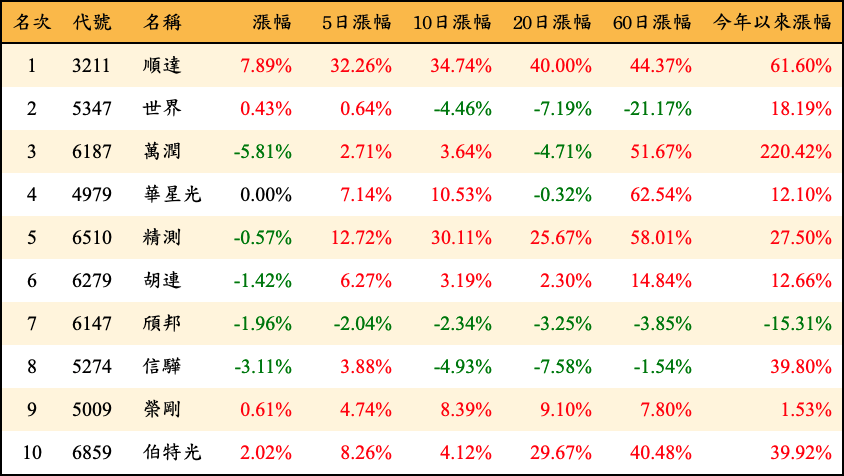 名次 代號 名稱 漲幅 5日漲幅 10日漲幅 20日漲幅 60日漲幅 今年以來漲幅
1 3211 順達 7.89% 32.26% 34.74% 40.00% 44.37% 61.60%
2 5347 世界 0.43% 0.64% -4.46% -7.19% -21.17% 18.19%
3 6187 萬潤 -5.81% 2.71% 3.64% -4.71% 51.67% 220.42%
4 4979 華星光 0.00% 7.14% 10.53% -0.32% 62.54% 12.10%
5 6510 精測 -0.57% 12.72% 30.11% 25.67% 58.01% 27.50%
6 6279 胡連 -1.42% 6.27% 3.19% 2.30% 14.84% 12.66%
7 6147 頎邦 -1.96% -2.04% -2.34% -3.25% -3.85% -15.31%
8 5274 信驊 -3.11% 3.88% -4.93% -7.58% -1.54% 39.80%
9 5009 榮剛 0.61% 4.74% 8.39% 9.10% 7.80% 1.53%
10 6859 伯特光 2.02% 8.26% 4.12% 29.67% 40.48% 39.92%